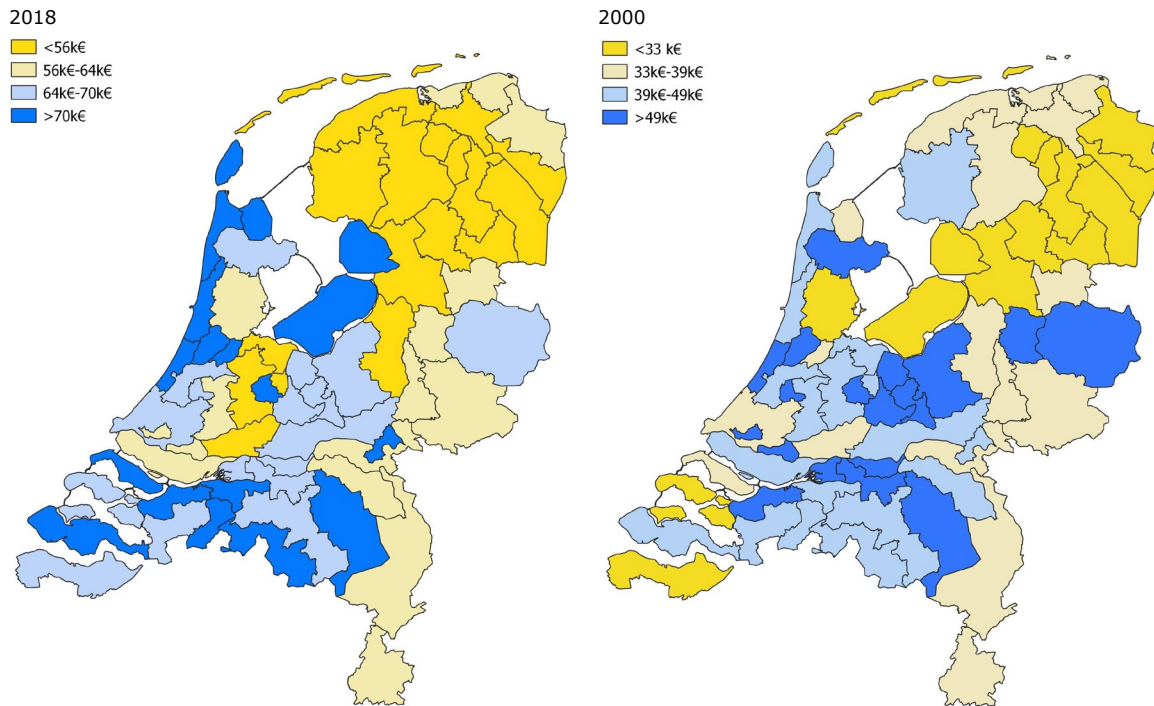 2018
<56k€
56k€-64k€
64k€-70k€
>70k€
2000
<33 k€
33k€-39k€
39k€-49k€
>49k€